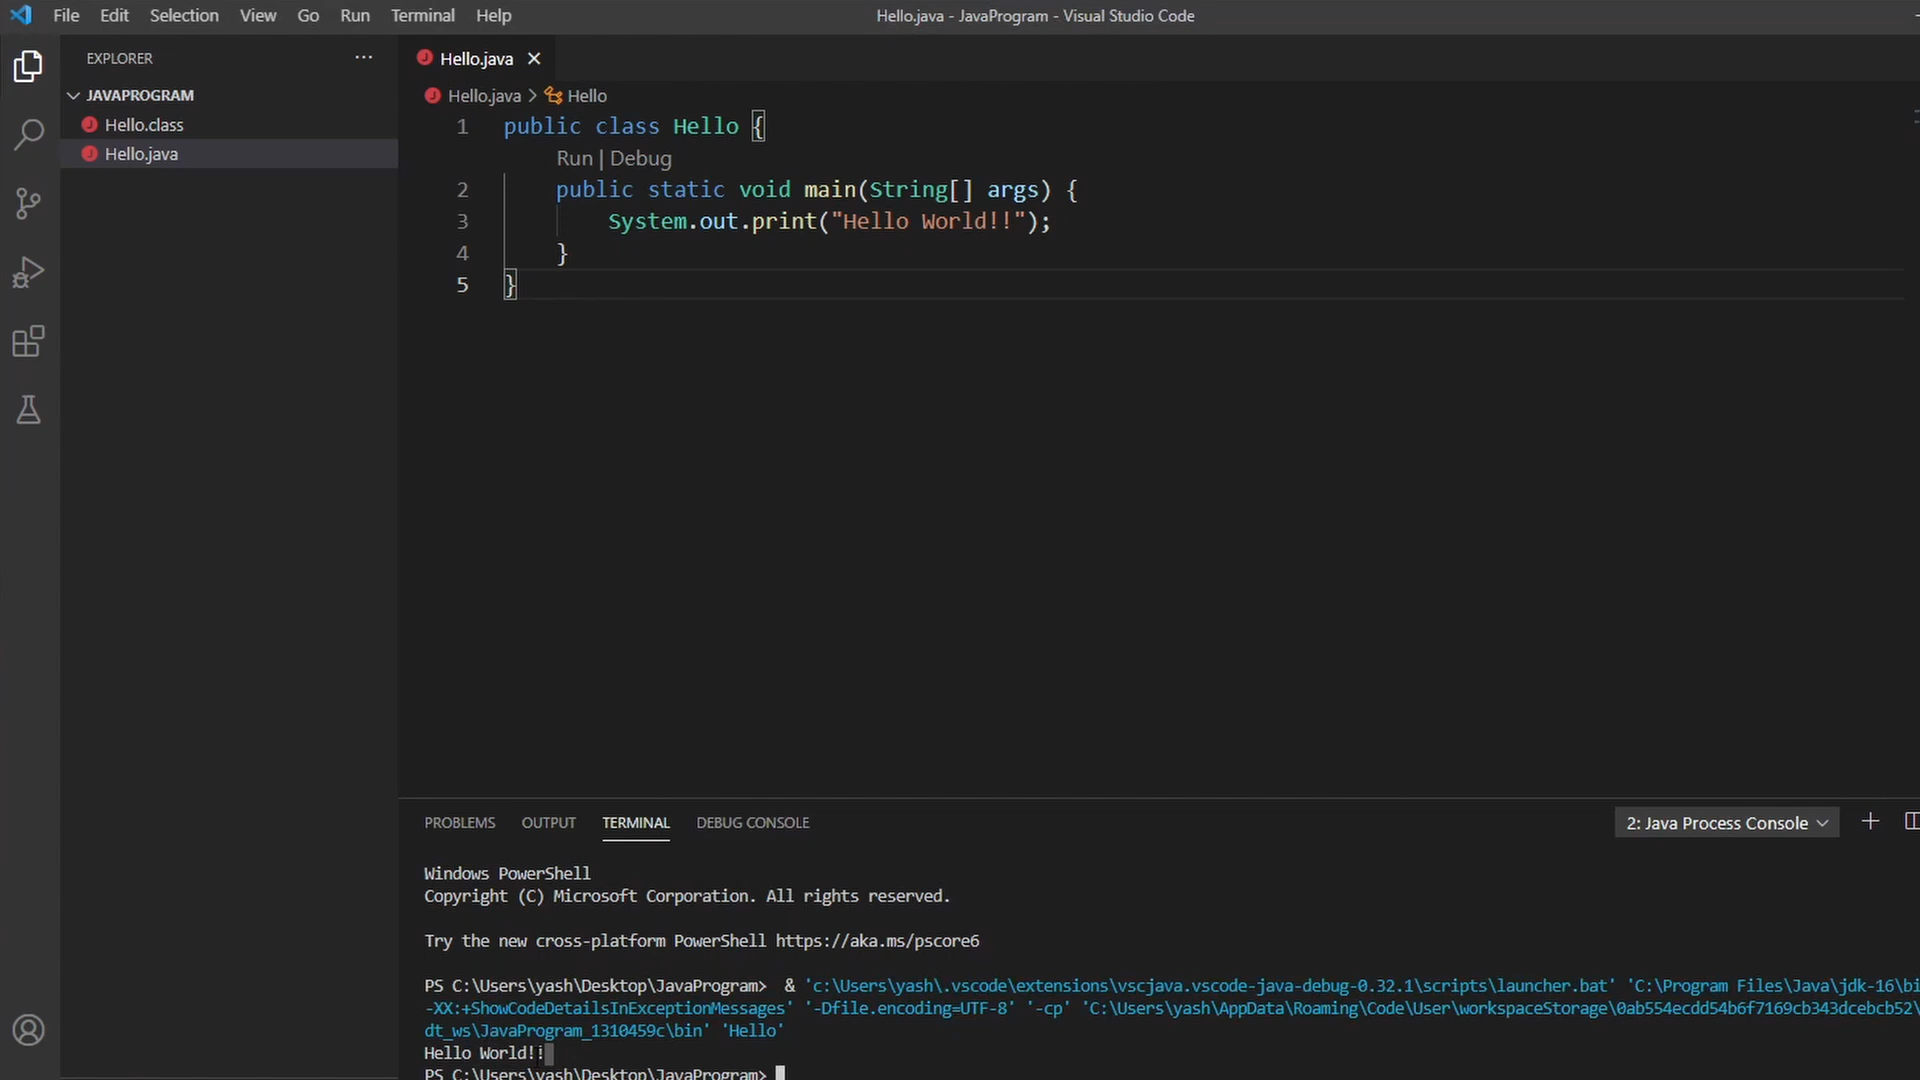 File Edit Selection View Go Run Terminal Help
Hello.java - JavaProgram - Visual Studio Code
EXPLORER
JAVAPROGRAM
Hello.class
Hello.java
Hello.java
Hello.java > Hello
1 public class Hello {
Run | Debug
2 public static void main(String[] args) {
3 System.out.print("Hello World!!");
4 }
5 }
PROBLEMS OUTPUT TERMINAL DEBUG CONSOLE
2: Java Process Console
Windows PowerShell
Copyright (C) Microsoft Corporation. All rights reserved.
Try the new cross-platform PowerShell https://aka.ms/pscore6
PS C:\Users\yash\Desktop\JavaProgram> & 'c:\Users\yash\.vscode\extensions\vscjava.vscode-java-debug-0.32.1\scripts\launcher.bat' 'C:\Program Files\Java\jdk-16\bi
-XX:+ShowCodeDetailsInExceptionMessages' '-Dfile.encoding=UTF-8' '-cp' 'C:\Users\yash\AppData\Roaming\Code\User\workspaceStorage\0ab554ecdd54b6f7169cb343dcebcb52\
dt_ws\JavaProgram_1310459c\bin' 'Hello'
Hello World!!
PS C:\Users\yash\Desktop\JavaProgram>